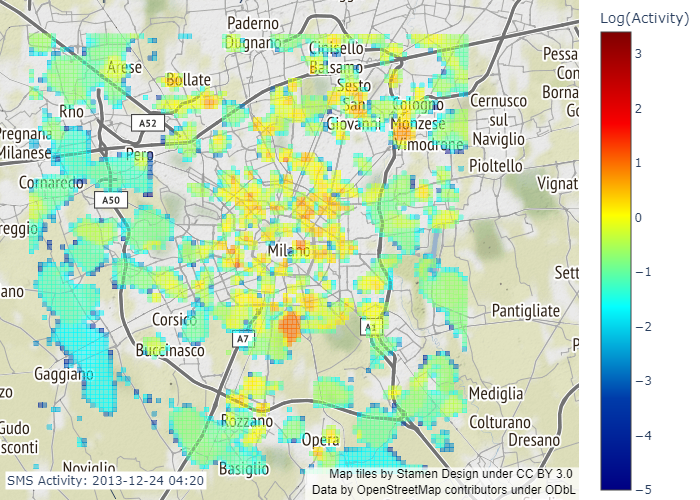 Log(Activity)
3
2
1
0
−1
−2
−3
−4
−5
Paderno
Dugnano
Cinisello
Balsamo
Arese
Bollate
Sesto
San
Giovanni
Cologno
Monzese
Vimodrone
Cernusco
sul
Naviglio
Pessa
Con
Borna
Go
Rho
A52
Pregnana
Milanese
Pero
Pioltello
Cornaredo
Vignat
A50
reggio
Milano
Sett
ano
Pantigliate
Corsico
A7
A1
Buccinasco
P
Gaggiano
Mediglia
zo
Rozzano
Colturano
Gudo
Opera
Dresano
sconti
Basiglio
Noviglio
SMS Activity: 2013-12-24 04:20
Map tiles by Stamen Design under CC BY 3.0
Data by OpenStreetMap contributors under ODbL